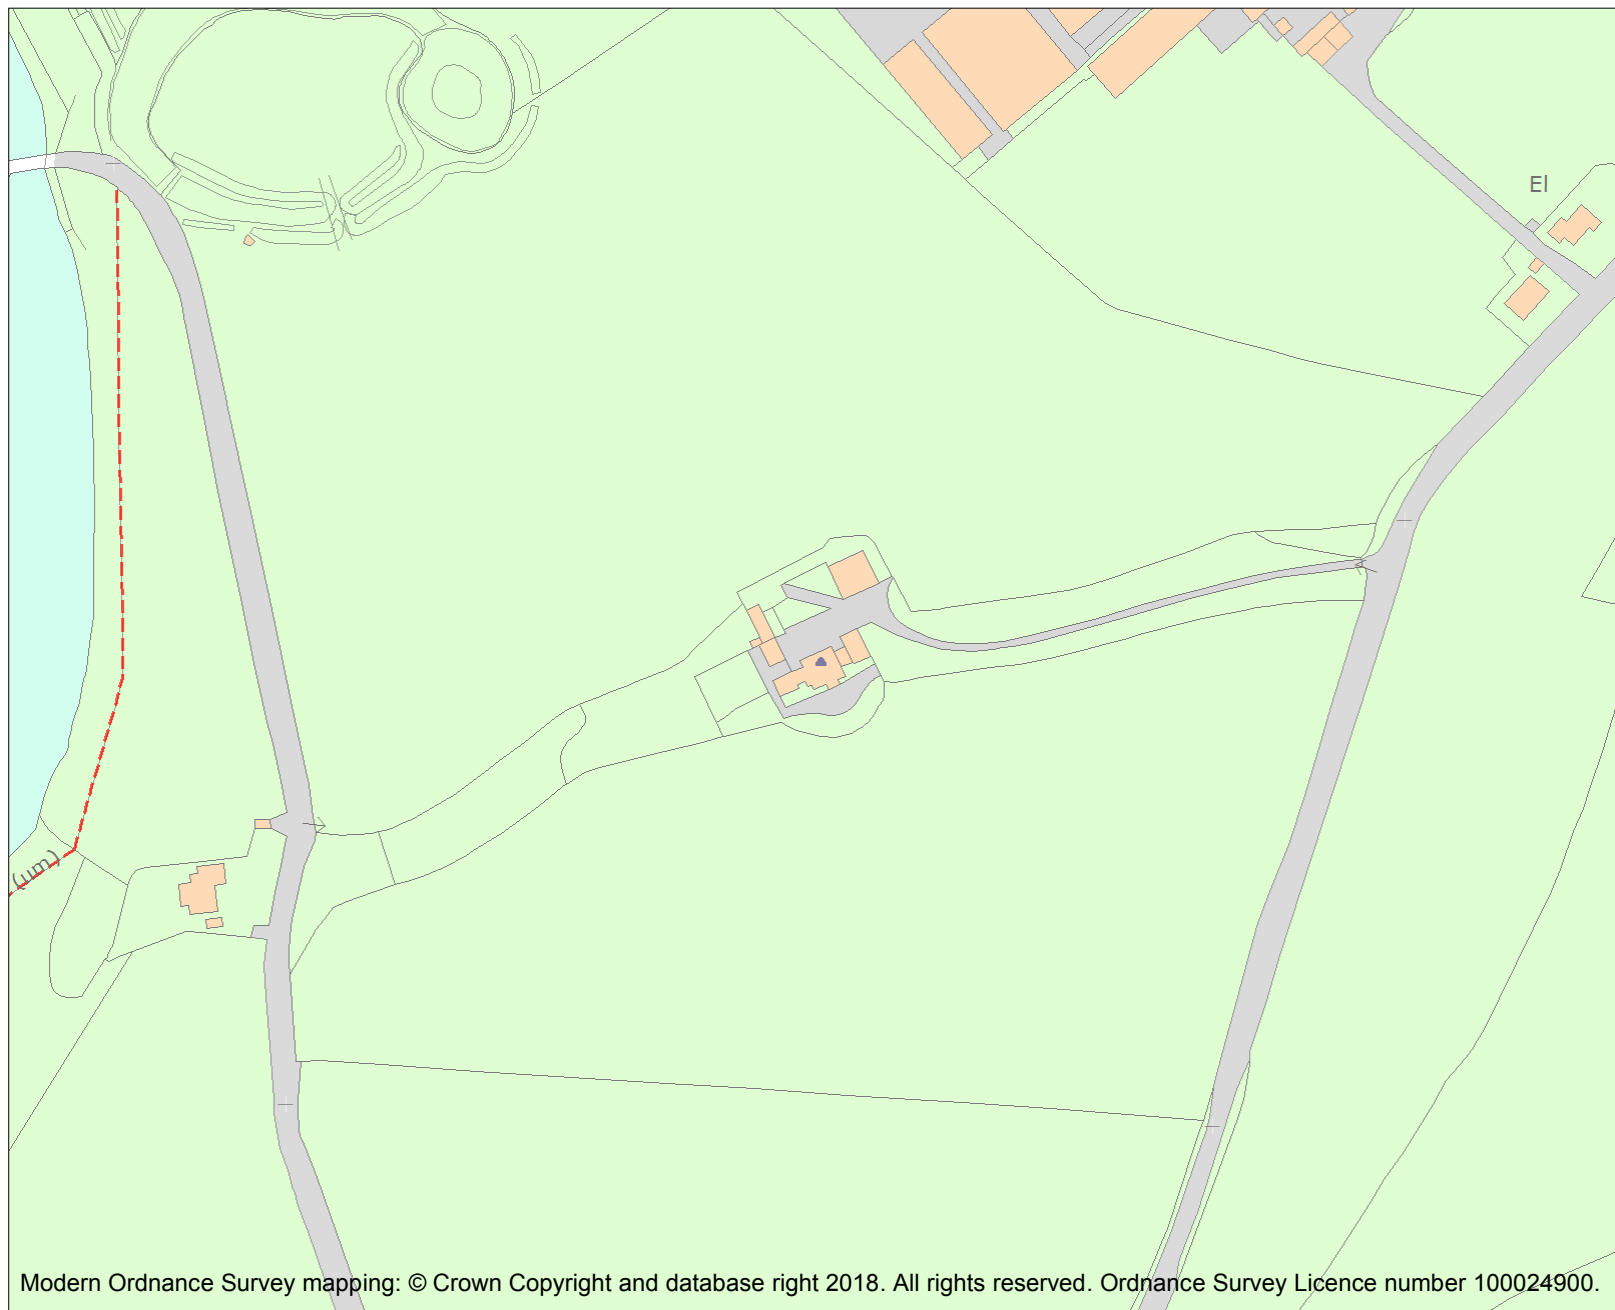 El
(um)
Modern Ordnance Survey mapping: © Crown Copyright and database right 2018. All rights reserved. Ordnance Survey Licence number 100024900.